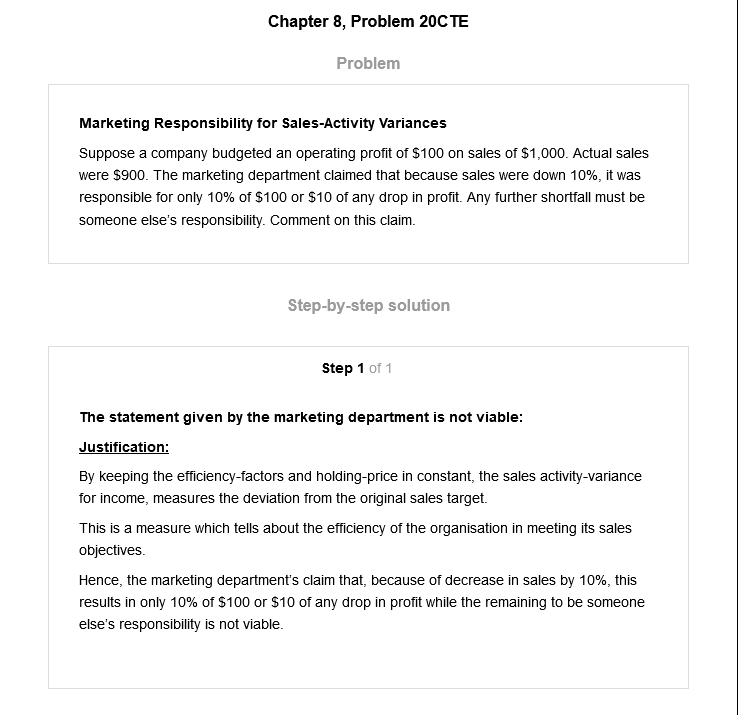 Chapter 8, Problem 20CTE
Problem
Marketing Responsibility for Sales-Activity Variances
Suppose a company budgeted an operating profit of $100 on sales of $1,000. Actual sales
were $900. The marketing department claimed that because sales were down 10%, it was
responsible for only 10% of $100 or $10 of any drop in profit. Any further shortfall must be
someone else’s responsibility. Comment on this claim.
Step-by-step solution
Step 1 of 1
The statement given by the marketing department is not viable:
Justification:
By keeping the efficiency-factors and holding-price in constant, the sales activity-variance
for income, measures the deviation from the original sales target.
This is a measure which tells about the efficiency of the organisation in meeting its sales
objectives.
Hence, the marketing department’s claim that, because of decrease in sales by 10%, this
results in only 10% of $100 or $10 of any drop in profit while the remaining to be someone
else’s responsibility is not viable.